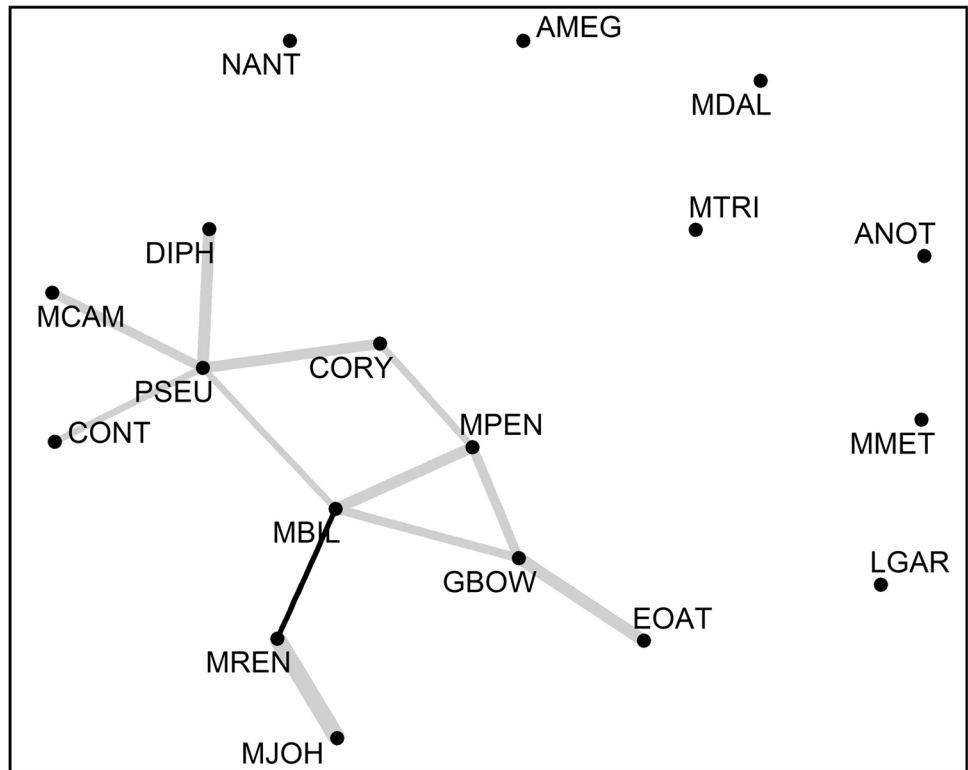 AMEG
NANT
MDAL
MTRI
ANOT
DIPH
MCAM
CORY
PSEU
MPEN
CONT
MMET
MBIL
LGAR
GBOW
EOAT
MREN
MJOH